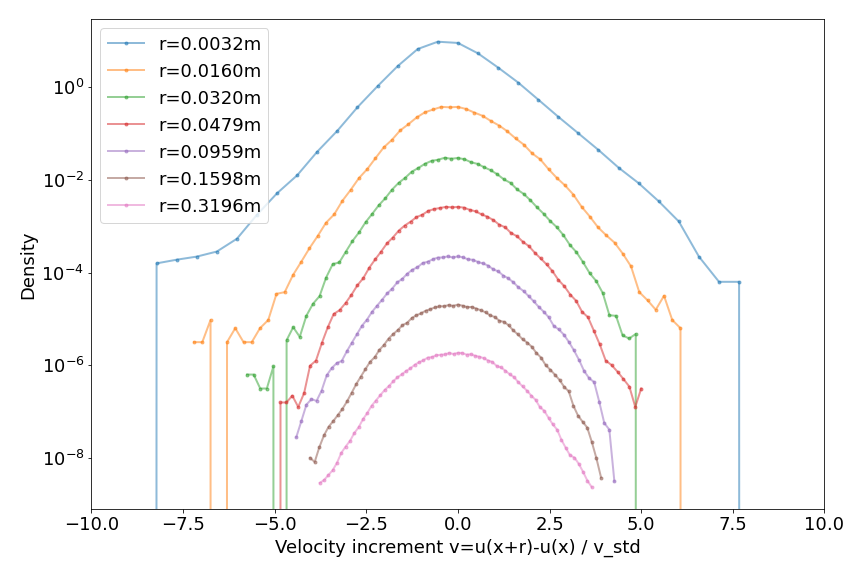 r=0.0032m
r=0.0160m
r=0.0320m
r=0.0479m
r=0.0959m
r=0.1598m
r=0.3196m
Density
10⁰
10⁻²
10⁻⁴
10⁻⁶
10⁻⁸
−10.0 −7.5 −5.0 −2.5 0.0 2.5 5.0 7.5 10.0
Velocity increment v=u(x+r)-u(x) / v_std